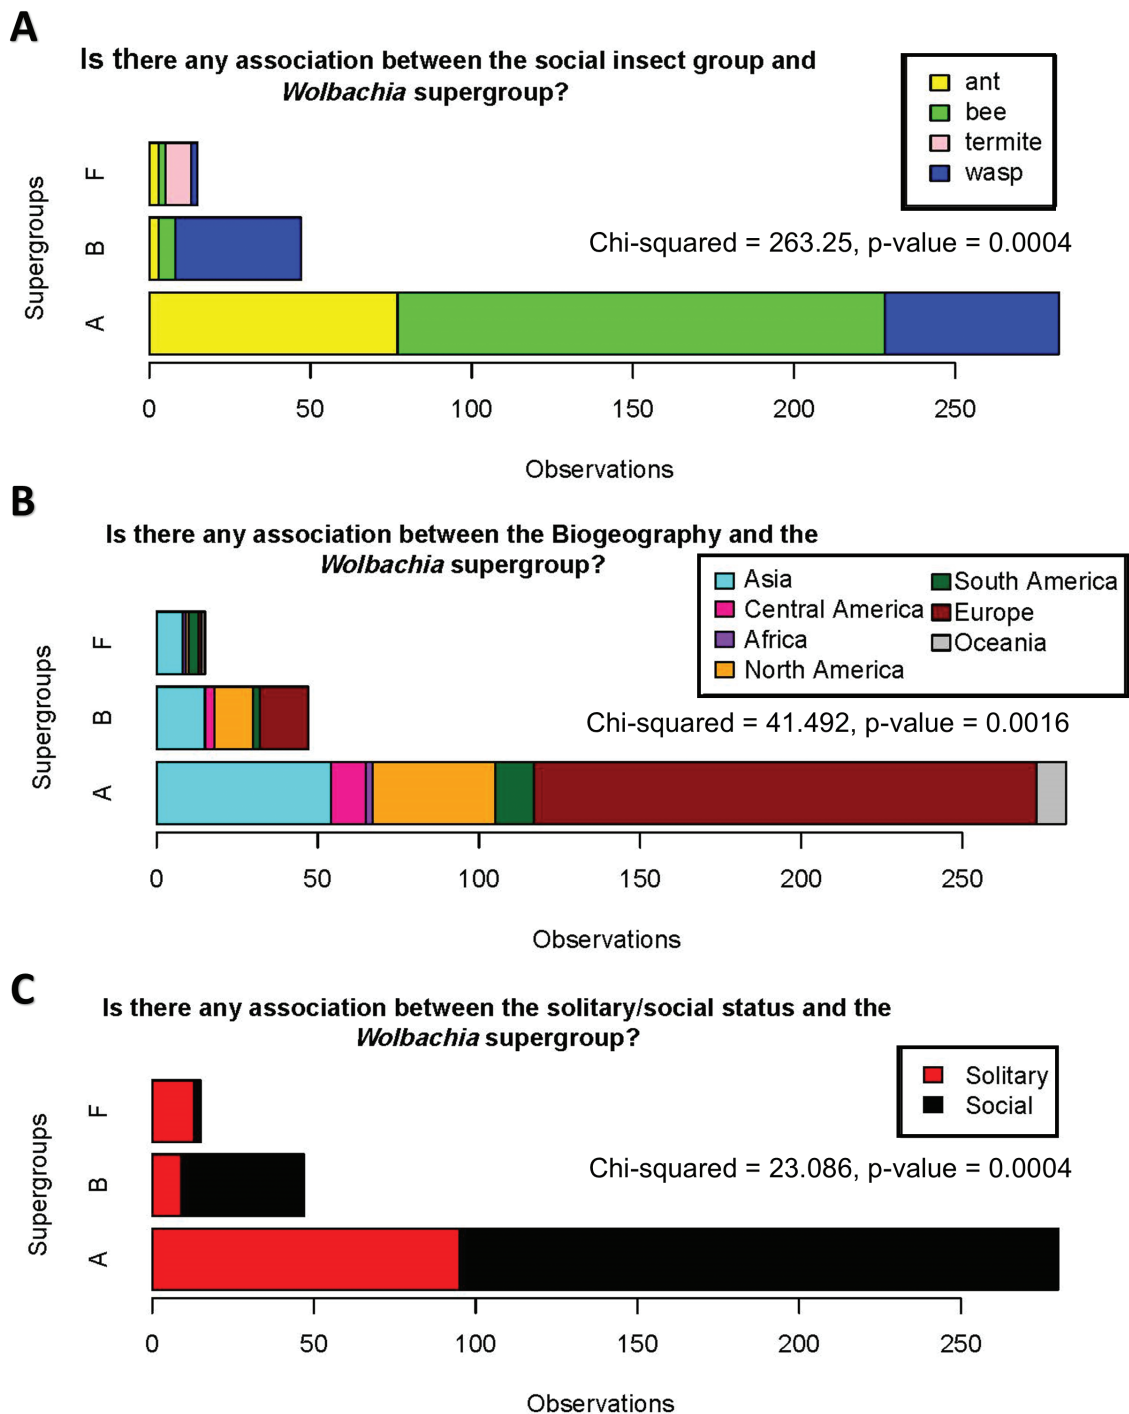 A
Is there any association between the social insect group and
Wolbachia supergroup?
ant
bee
termite
wasp
Supergroups
F
B
A
Chi-squared = 263.25, p-value = 0.0004
0 50 100 150 200 250
Observations
B
Is there any association between the Biogeography and the
Wolbachia supergroup?
Asia
Central America
Africa
North America
South America
Europe
Oceania
Supergroups
F
B
A
Chi-squared = 41.492, p-value = 0.0016
0 50 100 150 200 250
Observations
C
Is there any association between the solitary/social status and the
Wolbachia supergroup?
Solitary
Social
Supergroups
F
B
A
Chi-squared = 23.086, p-value = 0.0004
0 50 100 150 200 250
Observations